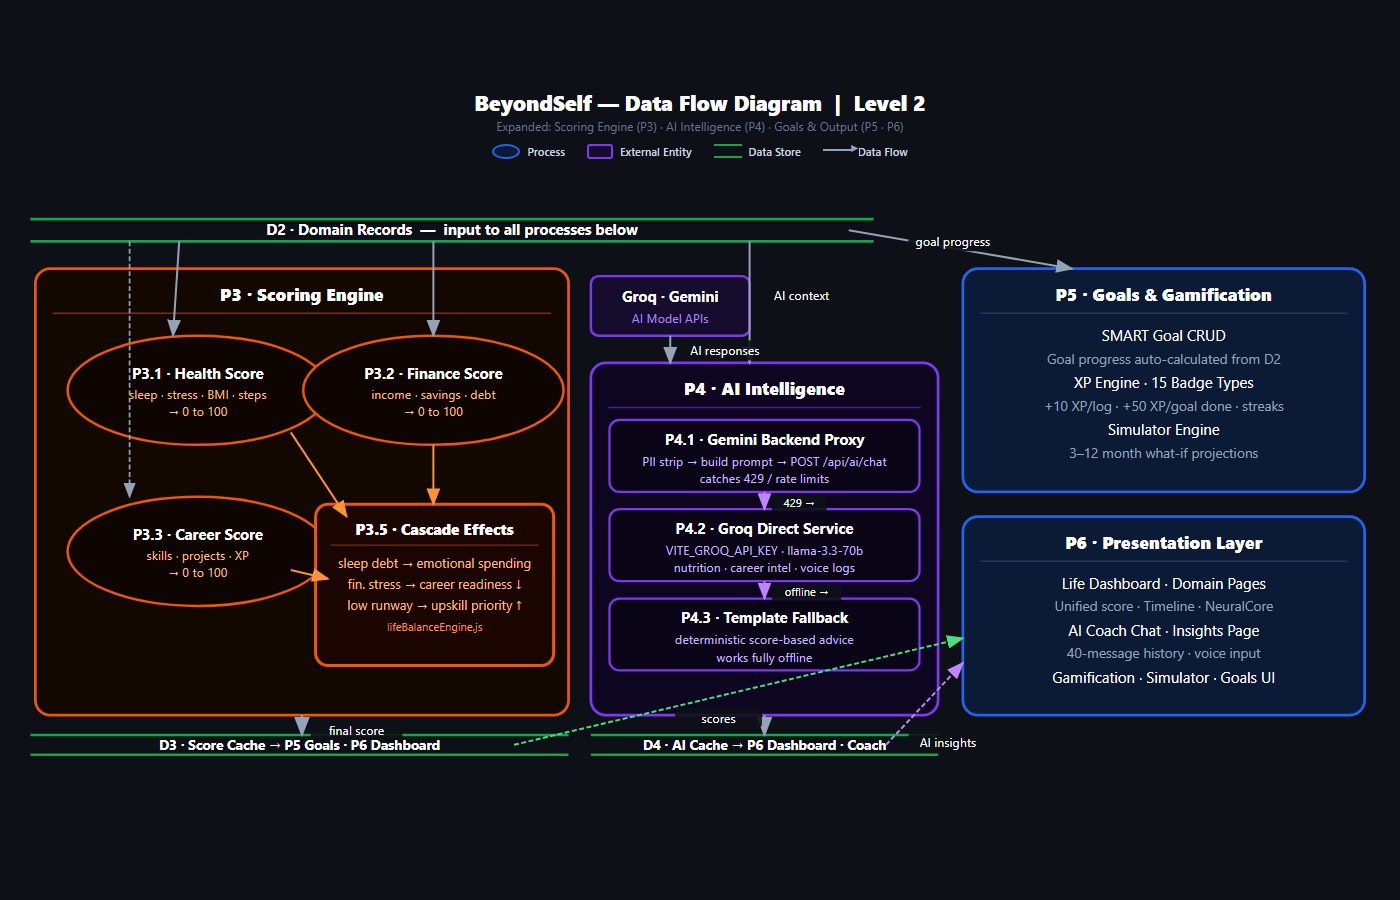 BeyondSelf — Data Flow Diagram | Level 2
Expanded: Scoring Engine (P3) · AI Intelligence (P4) · Goals & Output (P5 · P6)
Process
External Entity
Data Store
Data Flow
D2 · Domain Records — input to all processes below
goal progress
P3 · Scoring Engine
P3.1 · Health Score
sleep · stress · BMI · steps
→ 0 to 100
P3.2 · Finance Score
income · savings · debt
→ 0 to 100
P3.3 · Career Score
skills · projects · XP
→ 0 to 100
P3.5 · Cascade Effects
sleep debt → emotional spending
fin. stress → career readiness ↓
low runway → upskill priority ↑
lifeBalanceEngine.js
Groq · Gemini
AI Model APIs
AI context
AI responses
P4 · AI Intelligence
P4.1 · Gemini Backend Proxy
PII strip → build prompt → POST /api/ai/chat
catches 429 / rate limits
429 →
P4.2 · Groq Direct Service
VITE_GROQ_API_KEY · llama-3.3-70b
nutrition · career intel · voice logs
offline →
P4.3 · Template Fallback
deterministic score-based advice
works fully offline
P5 · Goals & Gamification
SMART Goal CRUD
Goal progress auto-calculated from D2
XP Engine · 15 Badge Types
+10 XP/log · +50 XP/goal done · streaks
Simulator Engine
3–12 month what-if projections
P6 · Presentation Layer
Life Dashboard · Domain Pages
Unified score · Timeline · NeuralCore
AI Coach Chat · Insights Page
40-message history · voice input
Gamification · Simulator · Goals UI
final score
D3 · Score Cache → P5 Goals · P6 Dashboard
scores
D4 · AI Cache → P6 Dashboard · Coach
AI insights